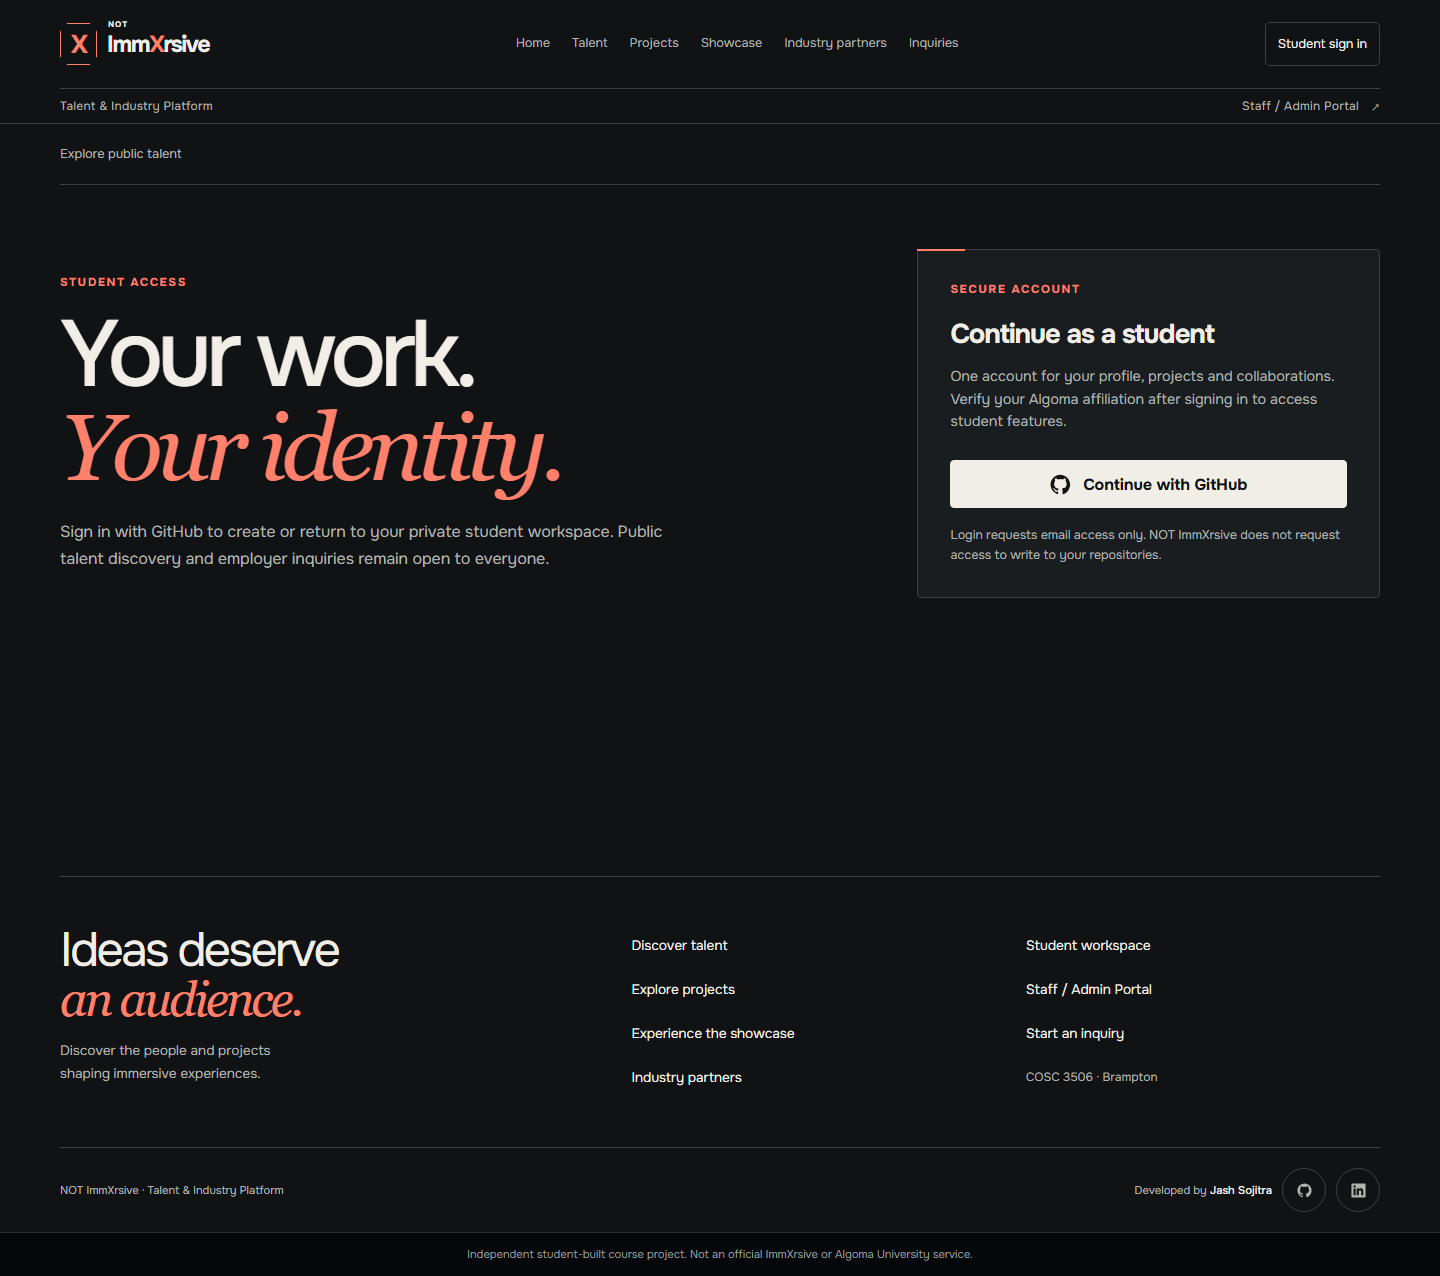 X
NOT
ImmXrsive
Home
Talent
Projects
Showcase
Industry partners
Inquiries
Student sign in
Talent & Industry Platform
Staff / Admin Portal ↗
Explore public talent
STUDENT ACCESS
Your work.
Your identity.
Sign in with GitHub to create or return to your private student workspace. Public
talent discovery and employer inquiries remain open to everyone.
SECURE ACCOUNT
Continue as a student
One account for your profile, projects and collaborations.
Verify your Algoma affiliation after signing in to access
student features.
Continue with GitHub
Login requests email access only. NOT ImmXrsive does not request
access to write to your repositories.
Ideas deserve
an audience.
Discover the people and projects
shaping immersive experiences.
Discover talent
Explore projects
Experience the showcase
Industry partners
Student workspace
Staff / Admin Portal
Start an inquiry
COSC 3506 · Brampton
NOT ImmXrsive · Talent & Industry Platform
Developed by Jash Sojitra
in
Independent student-built course project. Not an official ImmXrsive or Algoma University service.